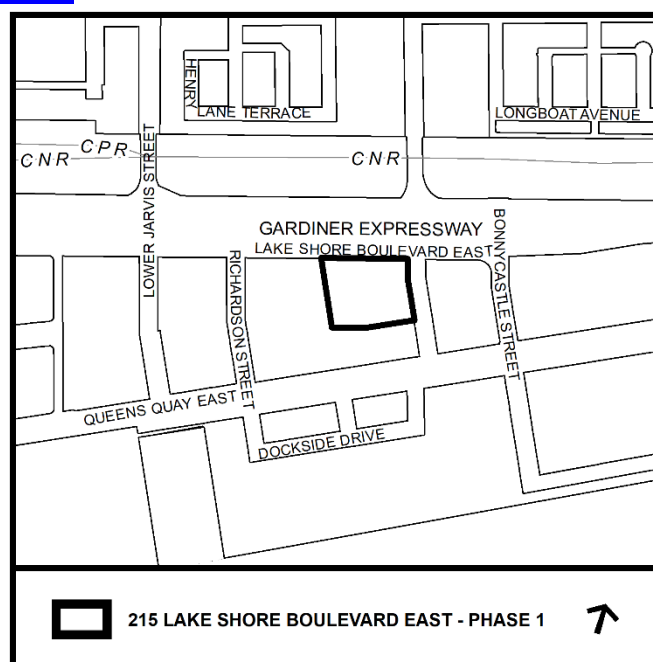 HENRY
LANE TERRACE
LONGBOAT AVENUE
CNR
CPR
CNR
LOWER JARVIS STREET
GARDINER EXPRESSWAY
LAKE SHORE BOULEVARD EAST
RICHARDSON STREET
BONNYCASTLE STREET
QUEENS QUAY EAST
DOCKSIDE DRIVE
215 LAKE SHORE BOULEVARD EAST - PHASE 1